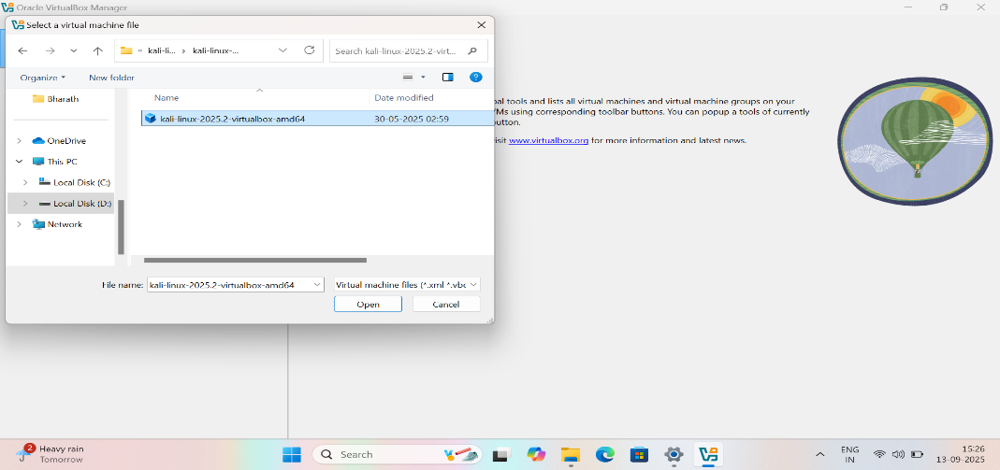 Oracle VirtualBox Manager
Select a virtual machine file
« kali-li... › kali-linux-...
Search kali-linux-2025.2-virt...
Organize
New folder
Name
Date modified
Bharath
kali-linux-2025.2-virtualbox-amd64
30-05-2025 02:59
OneDrive
This PC
Local Disk (C:)
Local Disk (D:)
Network
File name:
kali-linux-2025.2-virtualbox-amd64
Virtual machine files (*.xml *.vbc
Open
Cancel
tools and lists all virtual machines and virtual machine groups on your
using corresponding toolbar buttons. You can popup a tools of currently
www.virtualbox.org for more information and latest news.
2
Heavy rain
Tomorrow
Search
ENG
IN
15:26
13-09-2025